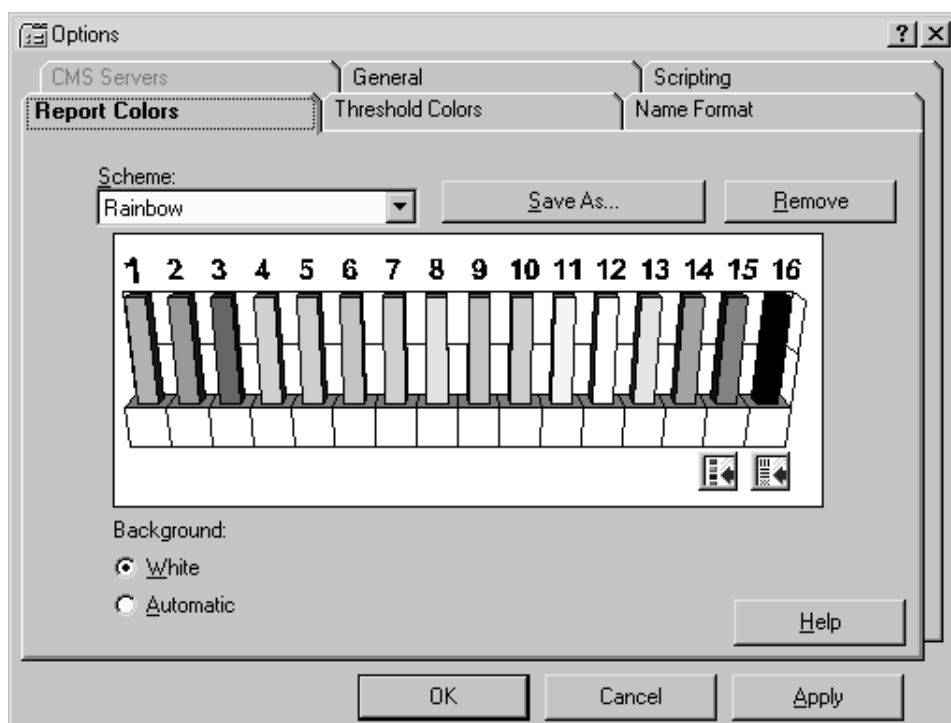 Options
CMS Servers General Scripting
Report Colors Threshold Colors Name Format
Scheme:
Rainbow Save As... Remove
1 2 3 4 5 6 7 8 9 10 11 12 13 14 15 16
Background:
White
Automatic
Help
OK Cancel Apply